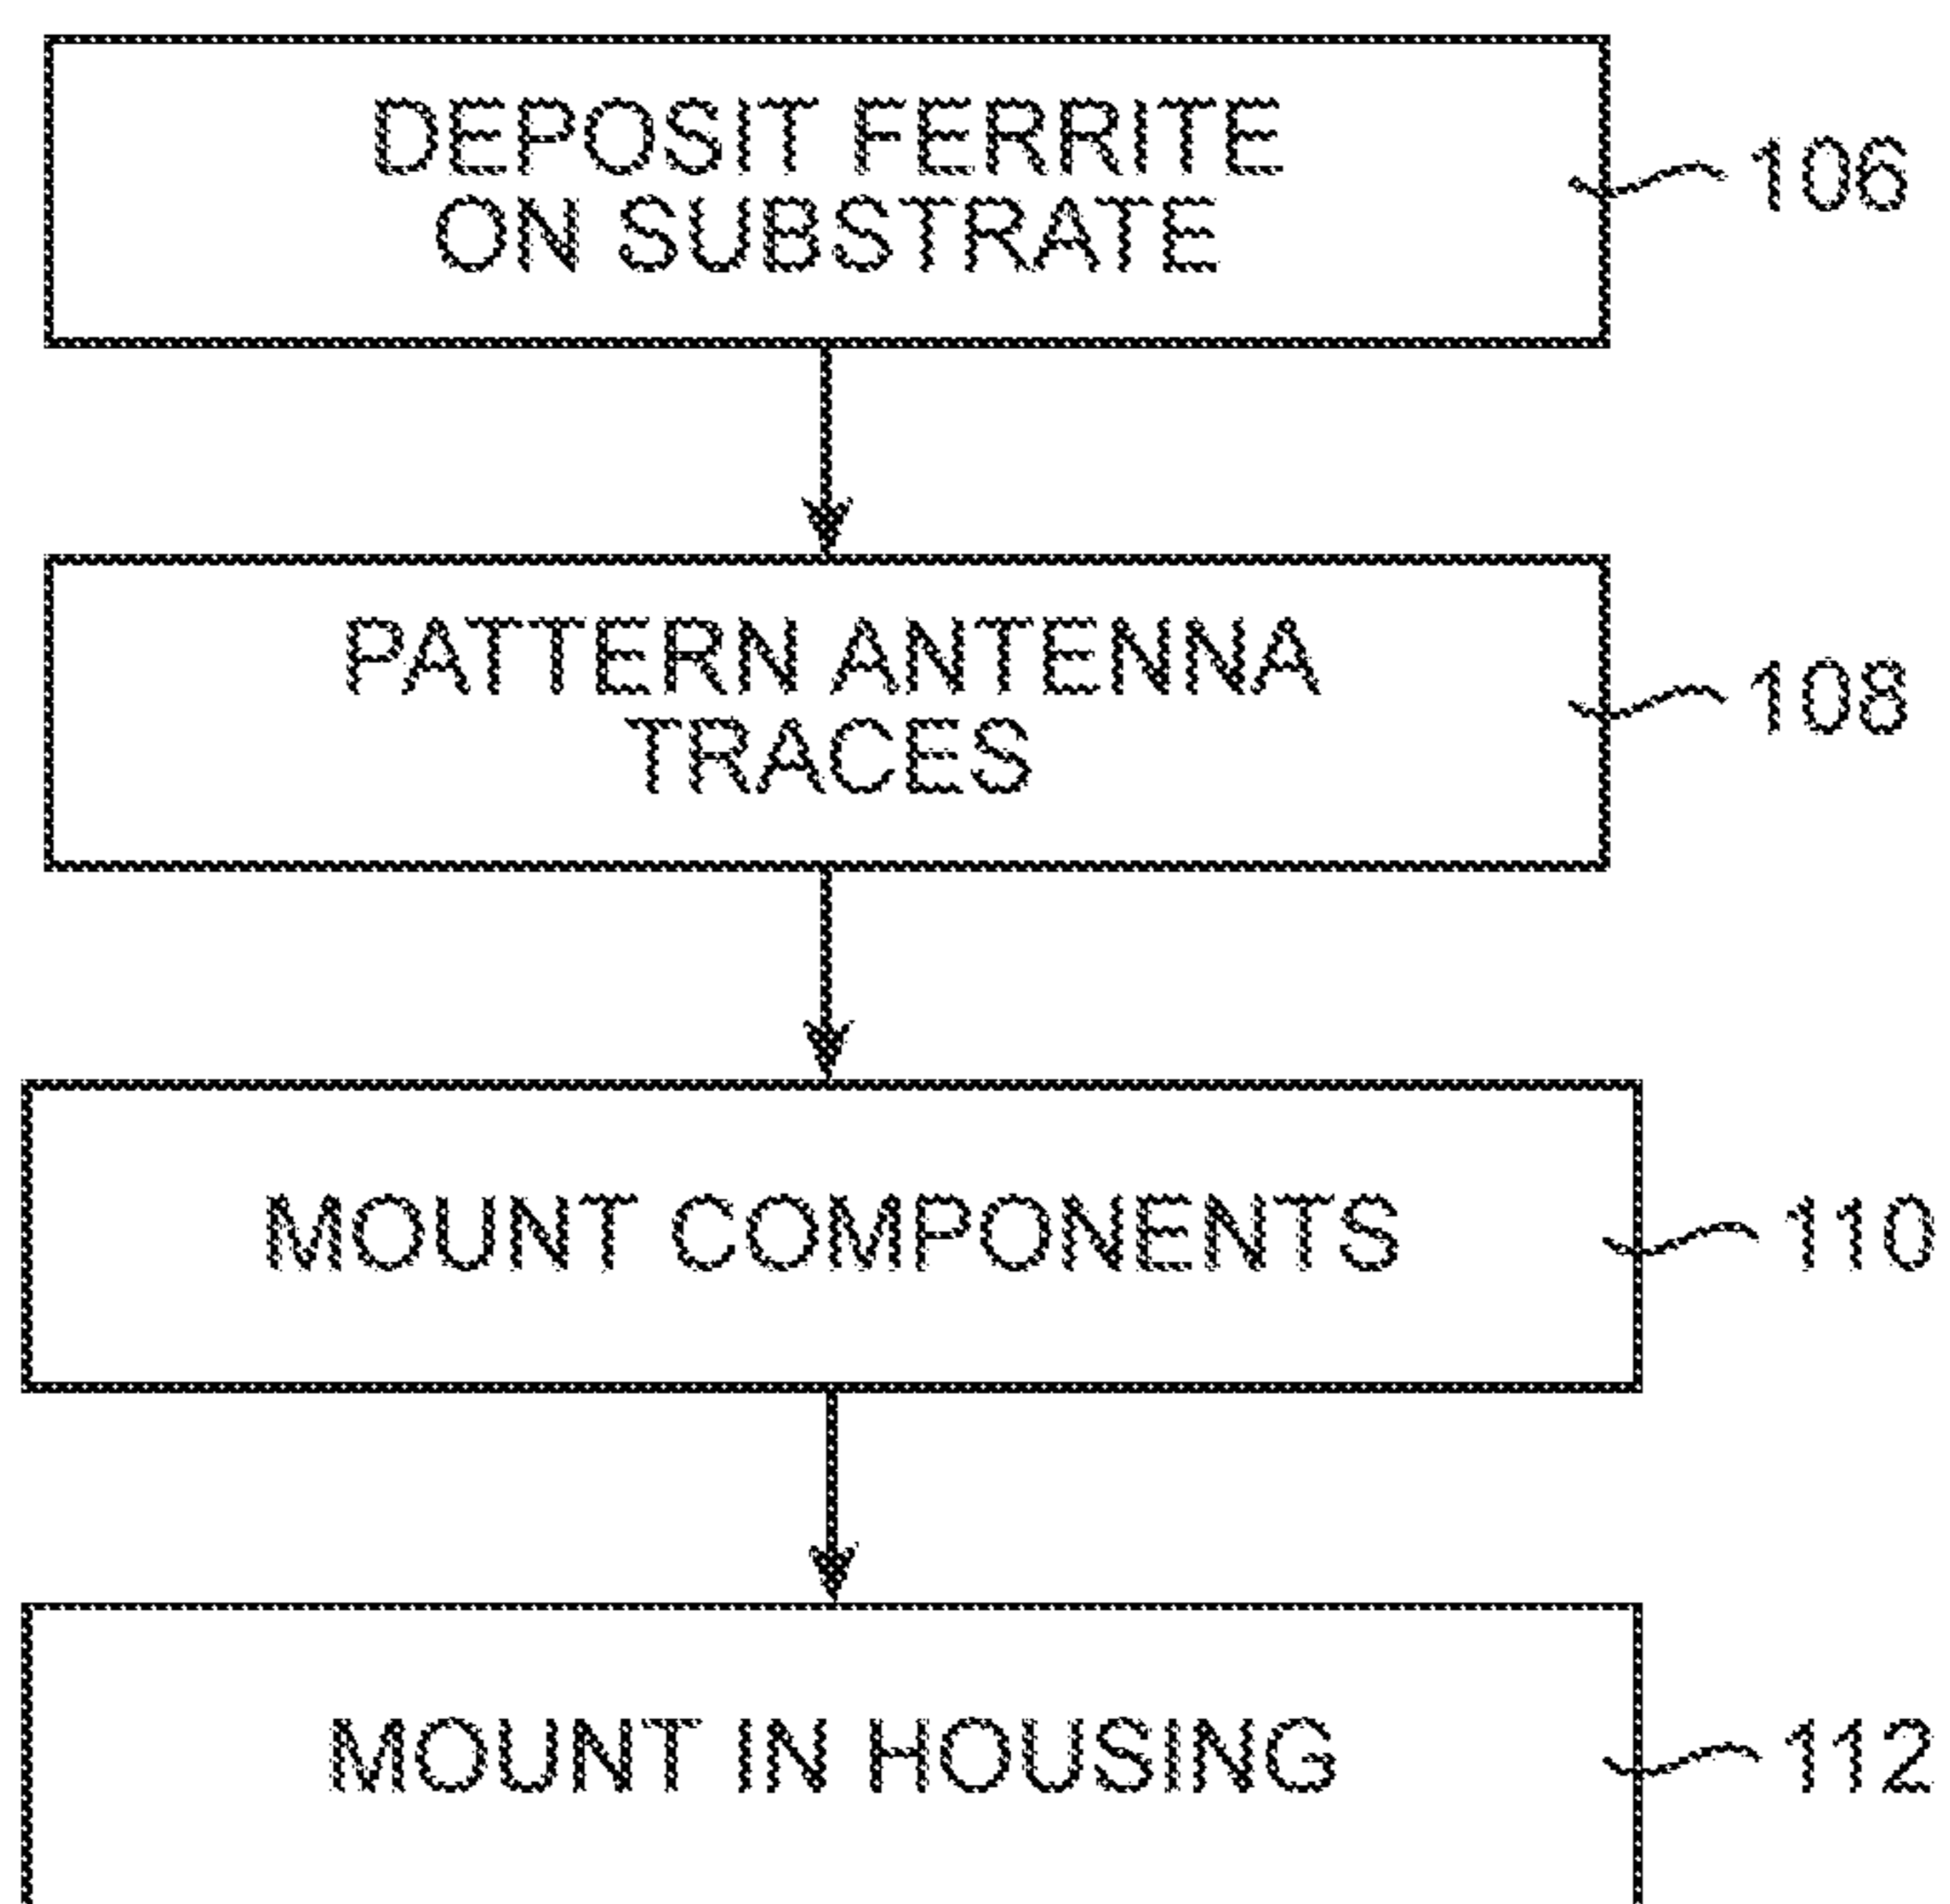 DEPOSIT FERRITE
ON SUBSTRATE
106
PATTERN ANTENNA
TRACES
108
MOUNT COMPONENTS
110
MOUNT IN HOUSING
112